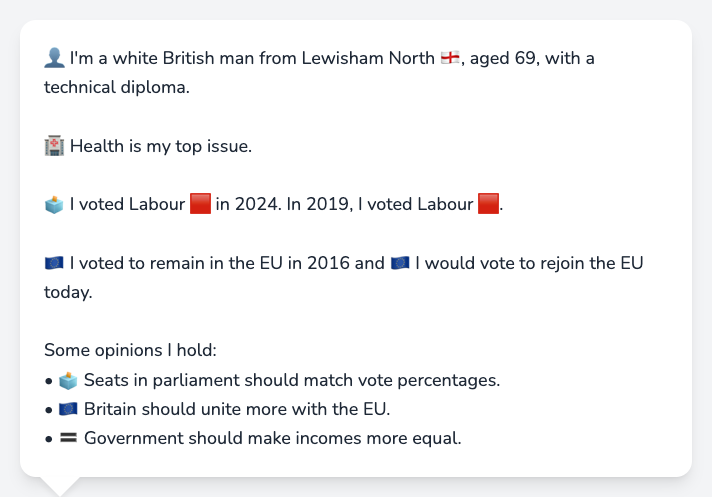 👤 I'm a white British man from Lewisham North 🏴󠁧󠁢󠁥󠁮󠁧󠁿, aged 69, with a
technical diploma.
🏥 Health is my top issue.
🗳️ I voted Labour 🟥 in 2024. In 2019, I voted Labour 🟥.
🇪🇺 I voted to remain in the EU in 2016 and 🇪🇺 I would vote to rejoin the EU
today.
Some opinions I hold:
• 🗳️ Seats in parliament should match vote percentages.
• 🇪🇺 Britain should unite more with the EU.
• 🟰 Government should make incomes more equal.